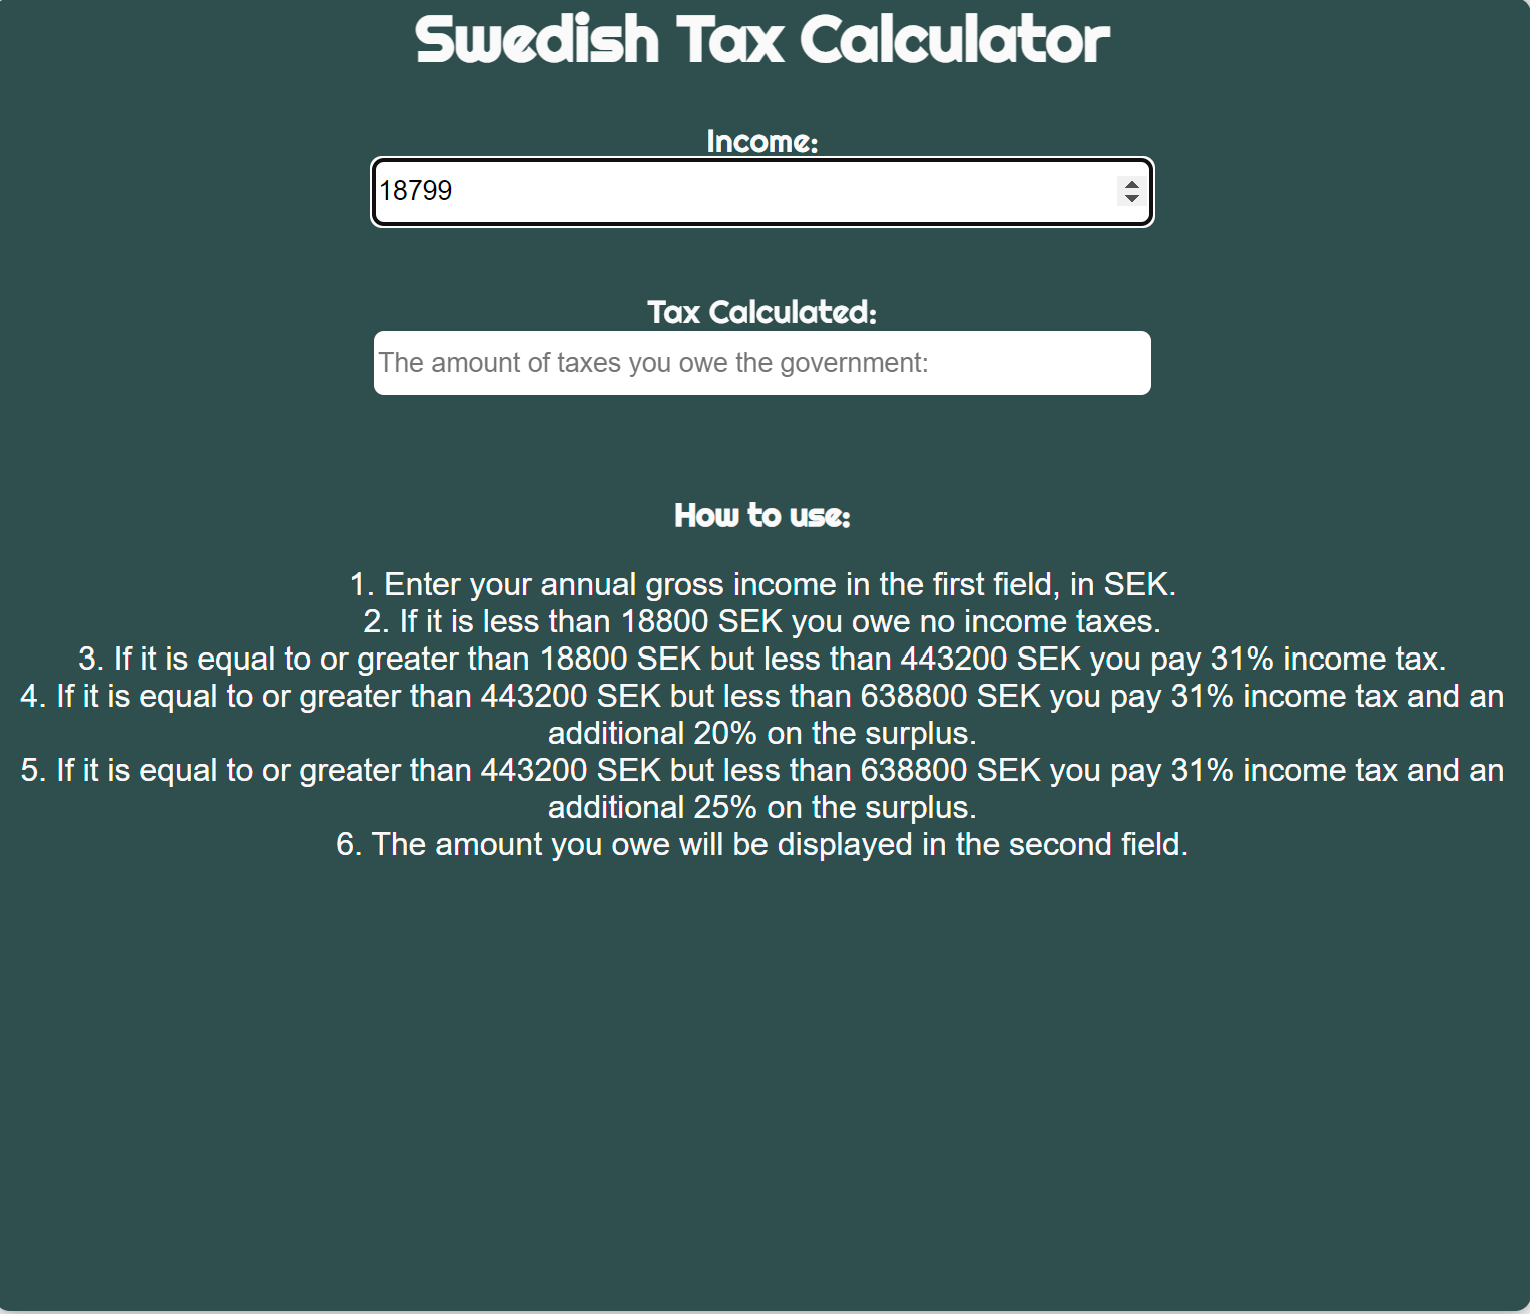 Swedish Tax Calculator
Income:
18799
Tax Calculated:
The amount of taxes you owe the government:
How to use:
1. Enter your annual gross income in the first field, in SEK.
2. If it is less than 18800 SEK you owe no income taxes.
3. If it is equal to or greater than 18800 SEK but less than 443200 SEK you pay 31% income tax.
4. If it is equal to or greater than 443200 SEK but less than 638800 SEK you pay 31% income tax and an
additional 20% on the surplus.
5. If it is equal to or greater than 443200 SEK but less than 638800 SEK you pay 31% income tax and an
additional 25% on the surplus.
6. The amount you owe will be displayed in the second field.